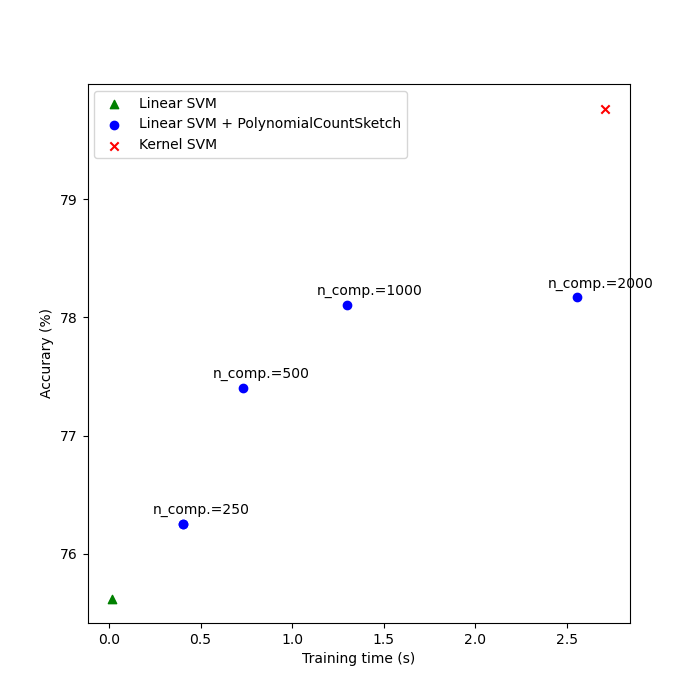 Linear SVM
Linear SVM + PolynomialCountSketch
Kernel SVM
79
78
77
76
Accurary (%)
n_comp.=2000
n_comp.=1000
n_comp.=500
n_comp.=250
0.0 0.5 1.0 1.5 2.0 2.5
Training time (s)